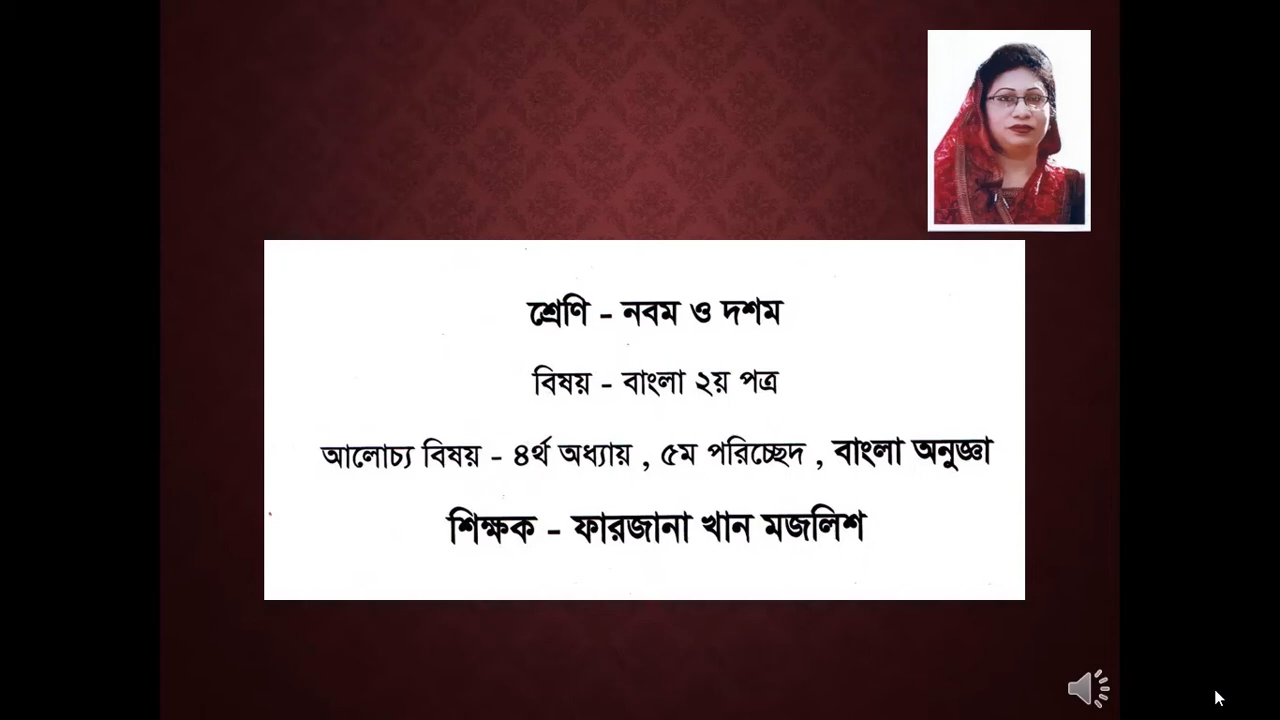 শ্রেণি - নবম ও দশম
বিষয় - বাংলা ২য় পত্র
আলোচ্য বিষয় - ৪র্থ অধ্যায় , ৫ম পরিচ্ছেদ , বাংলা অনুজ্ঞা
শিক্ষক - ফারজানা খান মজলিশ